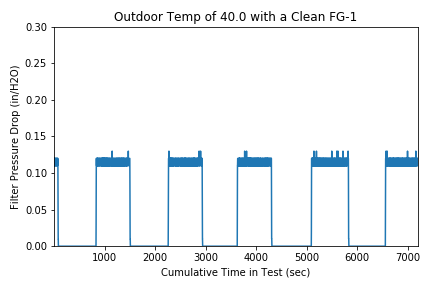 Outdoor Temp of 40.0 with a Clean FG-1
Filter Pressure Drop (in/H2O)
0.30
0.25
0.20
0.15
0.10
0.05
0.00
1000 2000 3000 4000 5000 6000 7000
Cumulative Time in Test (sec)